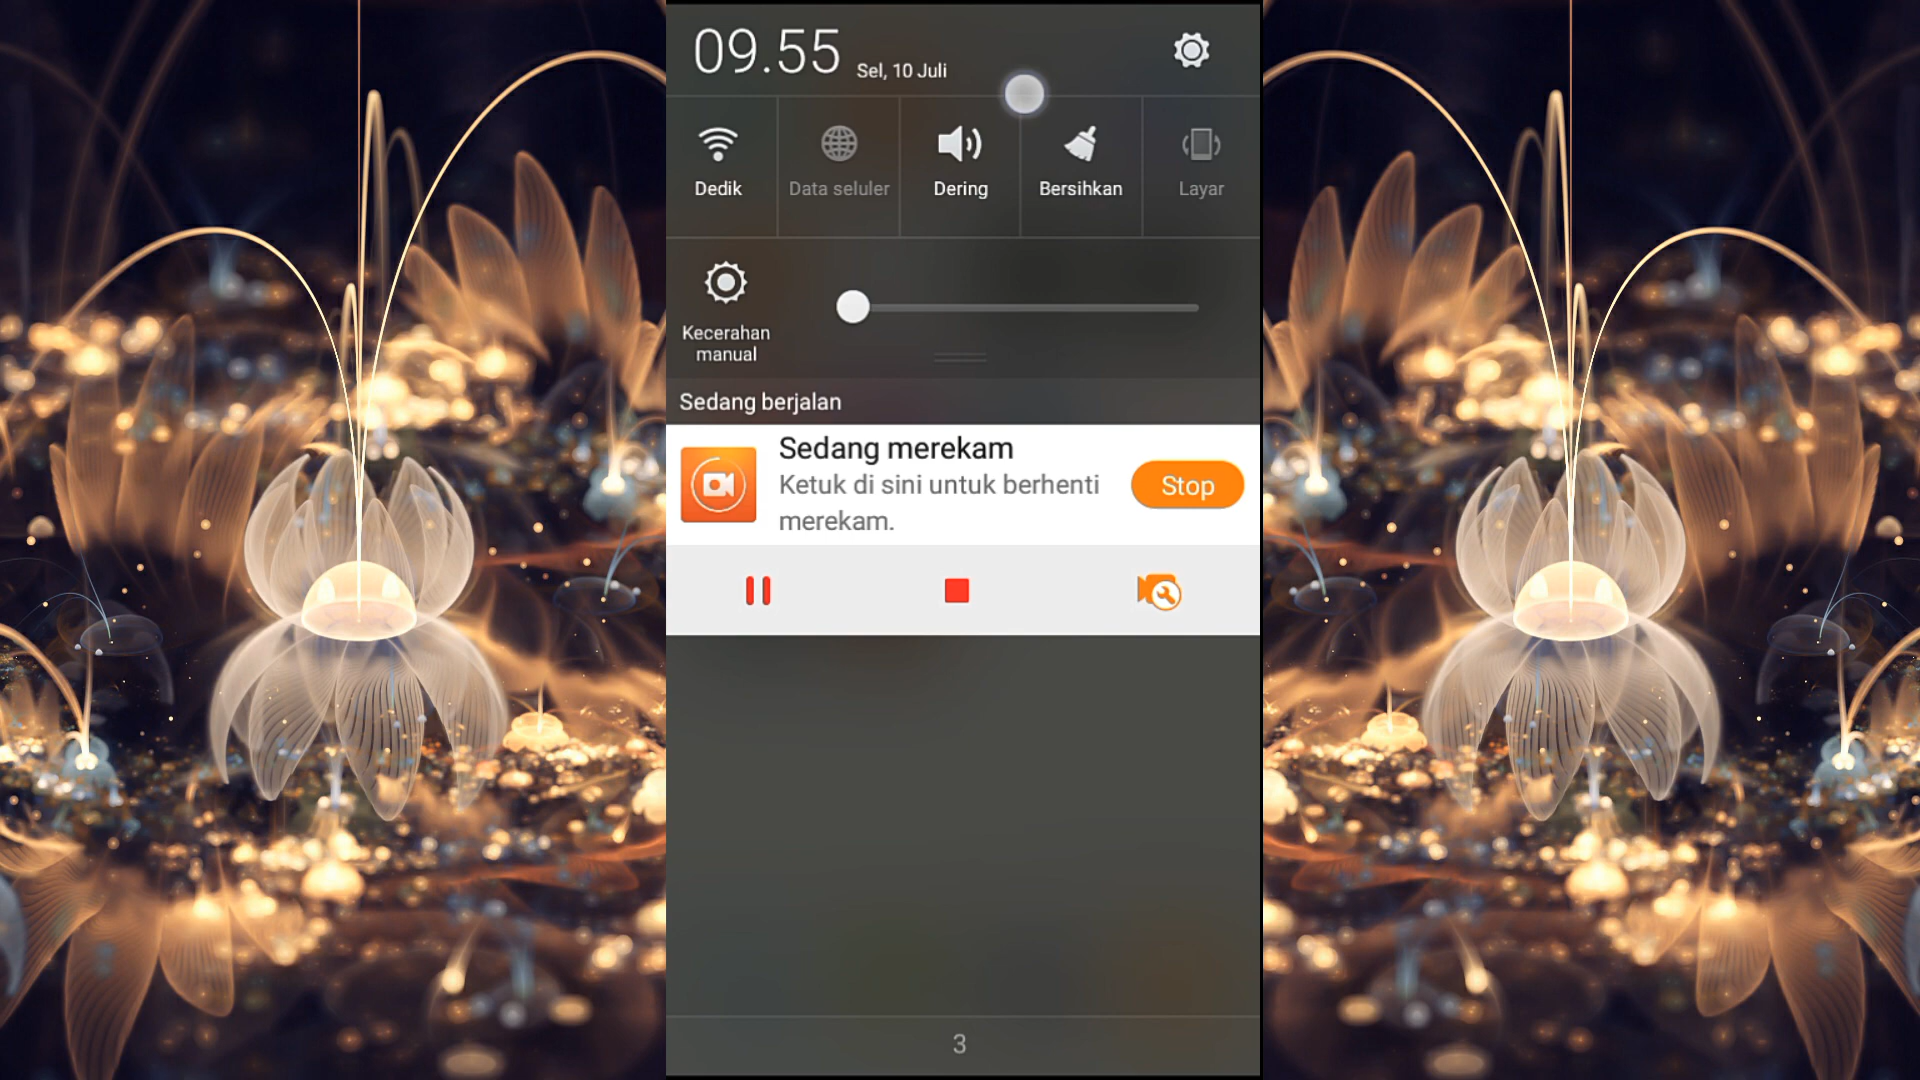 09.55
Sel, 10 Juli
Dedik
Data seluler
Dering
Bersihkan
Layar
Kecerahan
manual
Sedang berjalan
Sedang merekam
Ketuk di sini untuk berhenti
merekam.
Stop
3